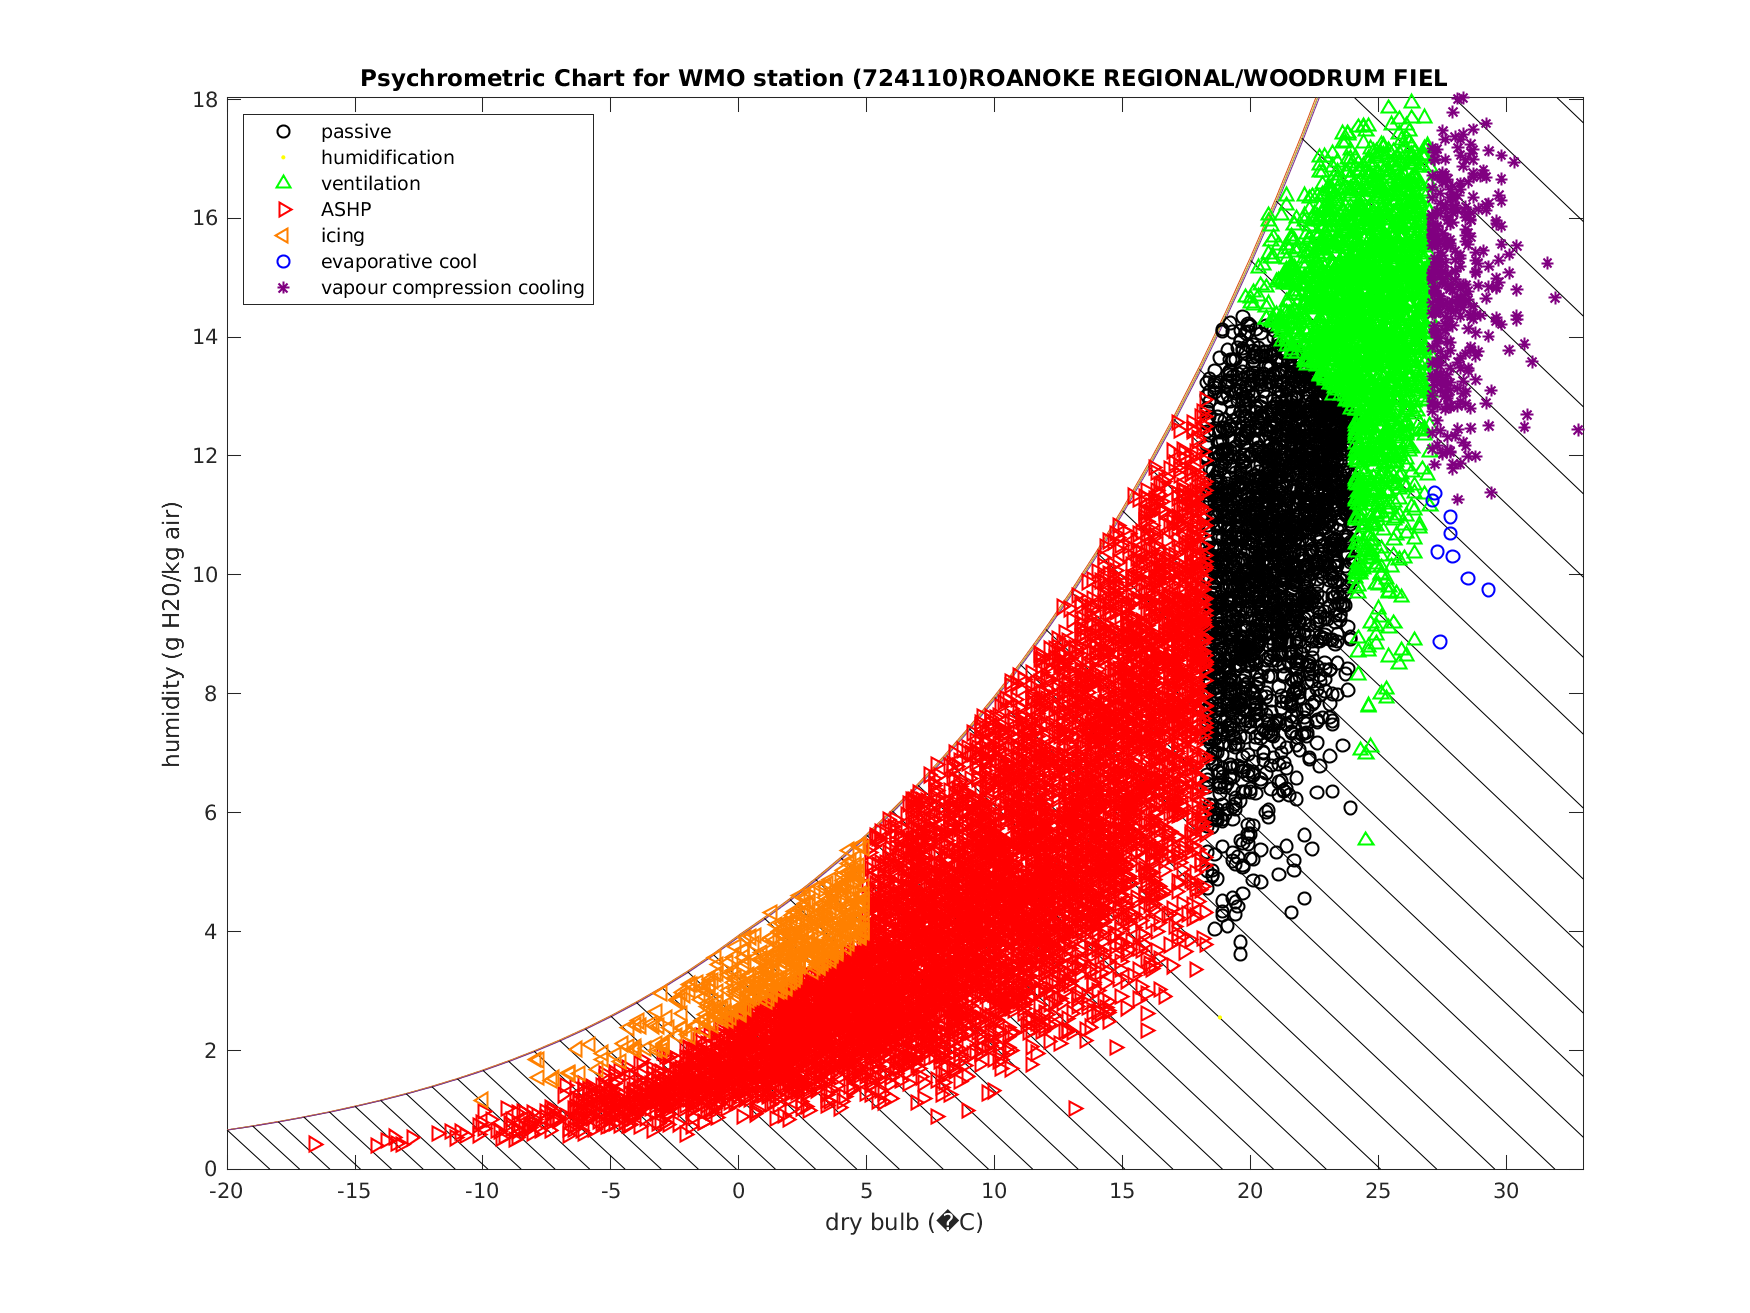 Psychrometric Chart for WMO station (724110)ROANOKE REGIONAL/WOODRUM FIEL
passive
humidification
ventilation
ASHP
icing
evaporative cool
vapour compression cooling
humidity (g H20/kg air)
18
16
14
12
10
8
6
4
2
0
-20 -15 -10 -5 0 5 10 15 20 25 30
dry bulb (�C)